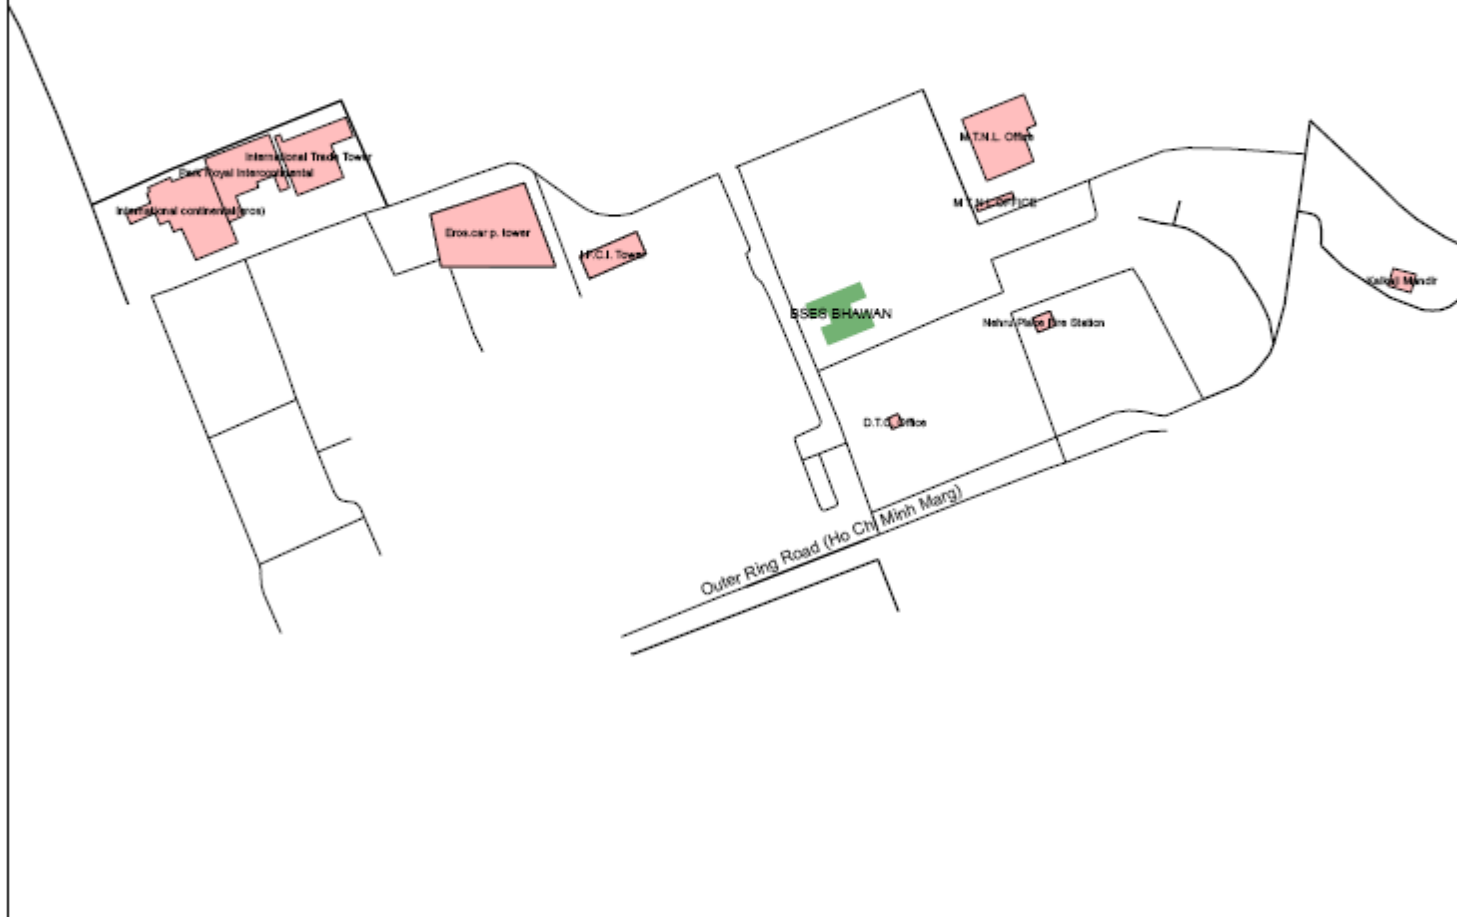 M.T.N.L. Office
International Trade Tower
Park Royal Intercontinental
M.T.N.L OFFICE
International continental(eros)
Eros.car p. tower
I.F.C.I. Tower
Kalkaji Mandir
BSES BHAWAN
Nehru Place Fire Station
D.T.C. Office
Outer Ring Road (Ho Chi Minh Marg)